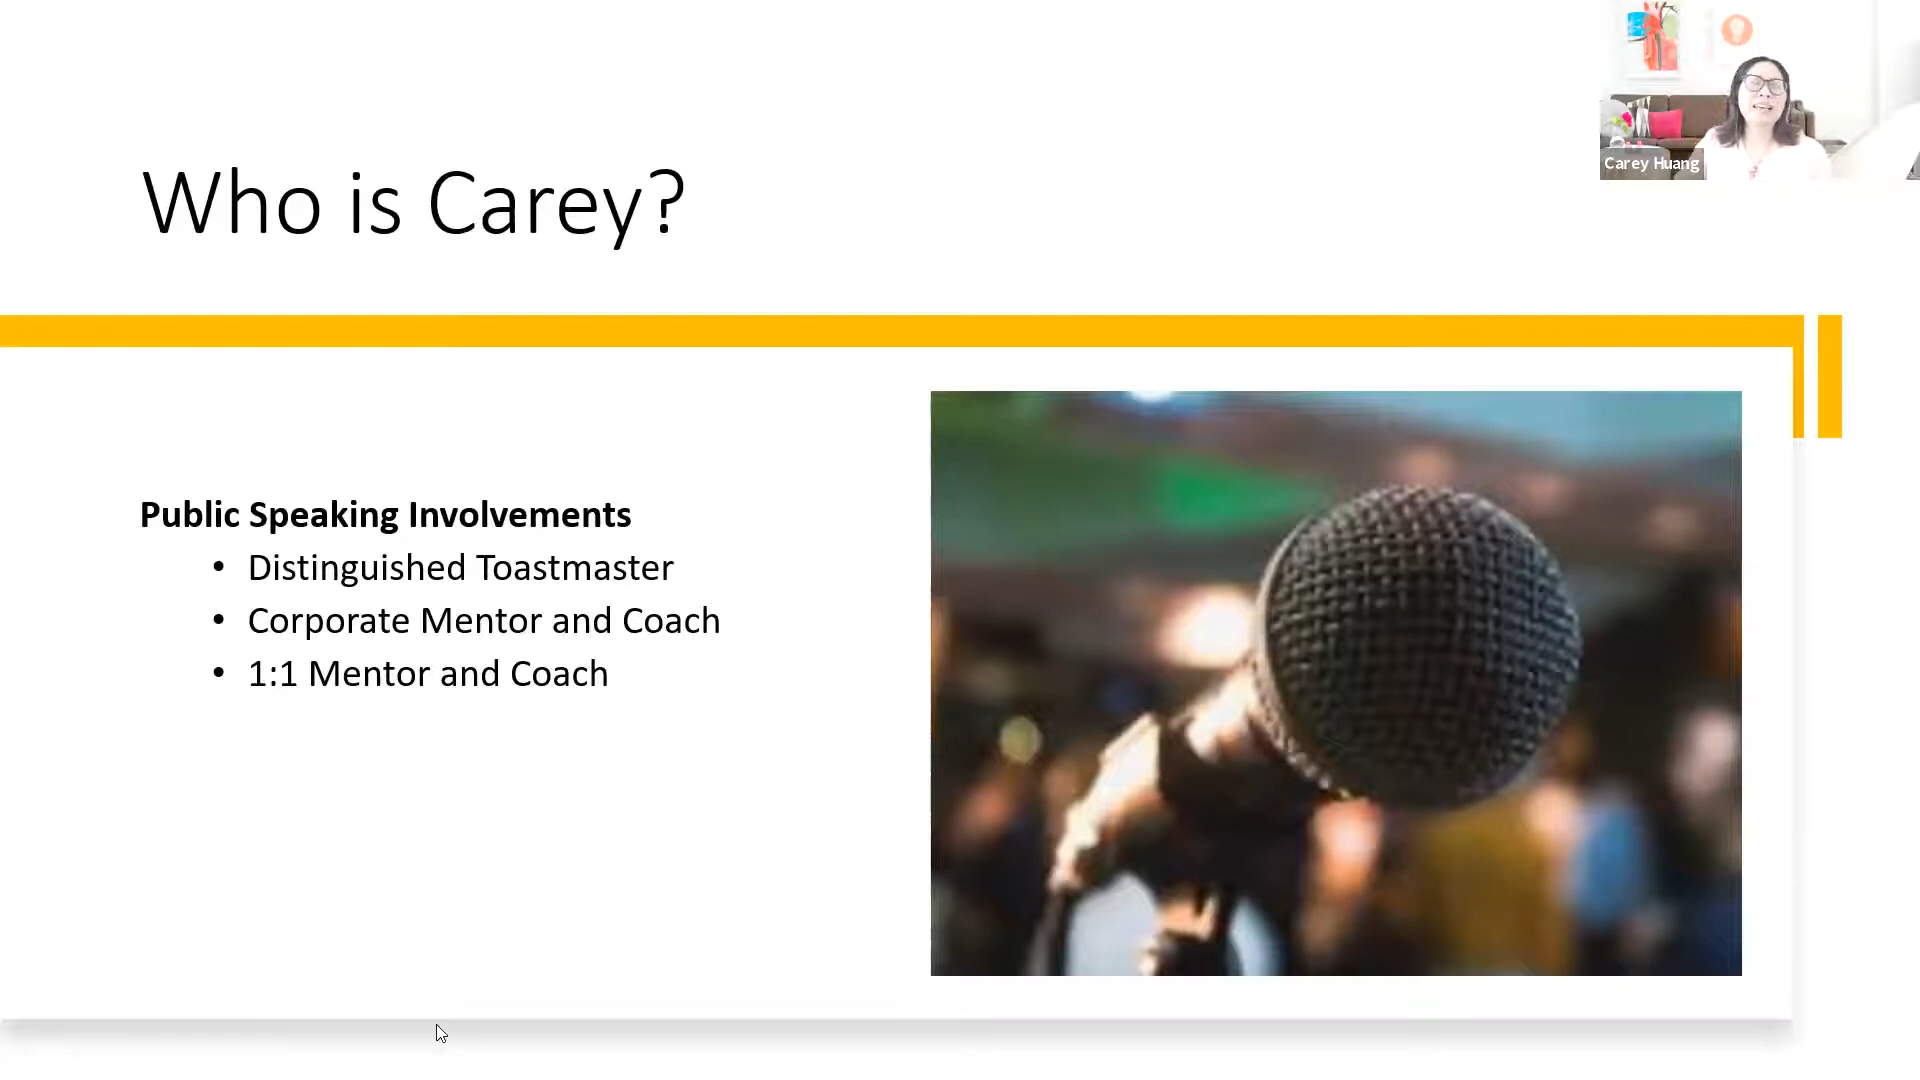 Carey Huang
Who is Carey?
Public Speaking Involvements
• Distinguished Toastmaster
• Corporate Mentor and Coach
• 1:1 Mentor and Coach